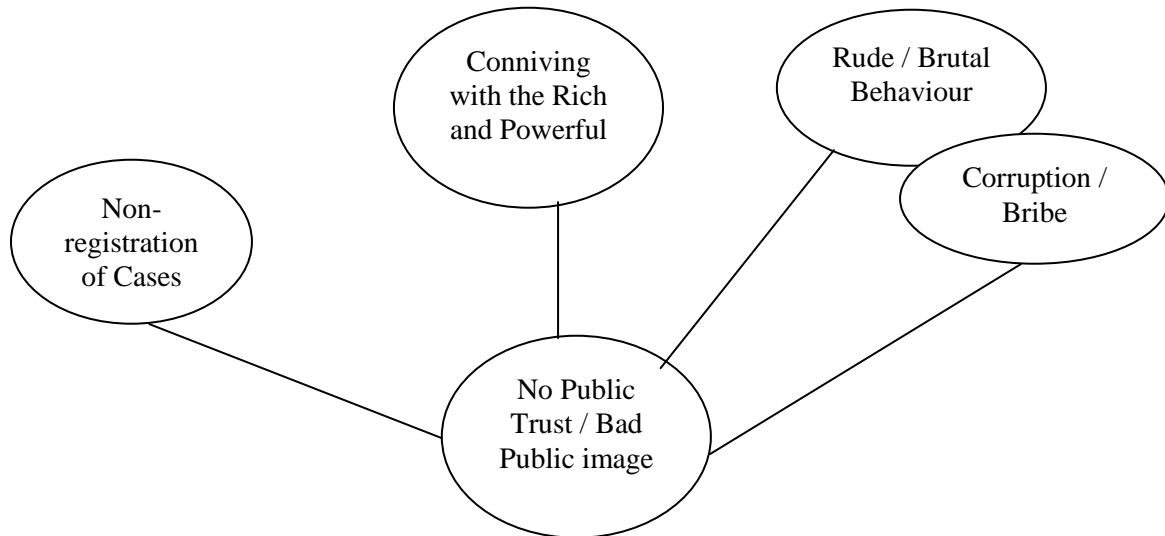 Conniving
with the Rich
and Powerful
Rude / Brutal
Behaviour
Corruption /
Bribe
Non-
registration
of Cases
No Public
Trust / Bad
Public image